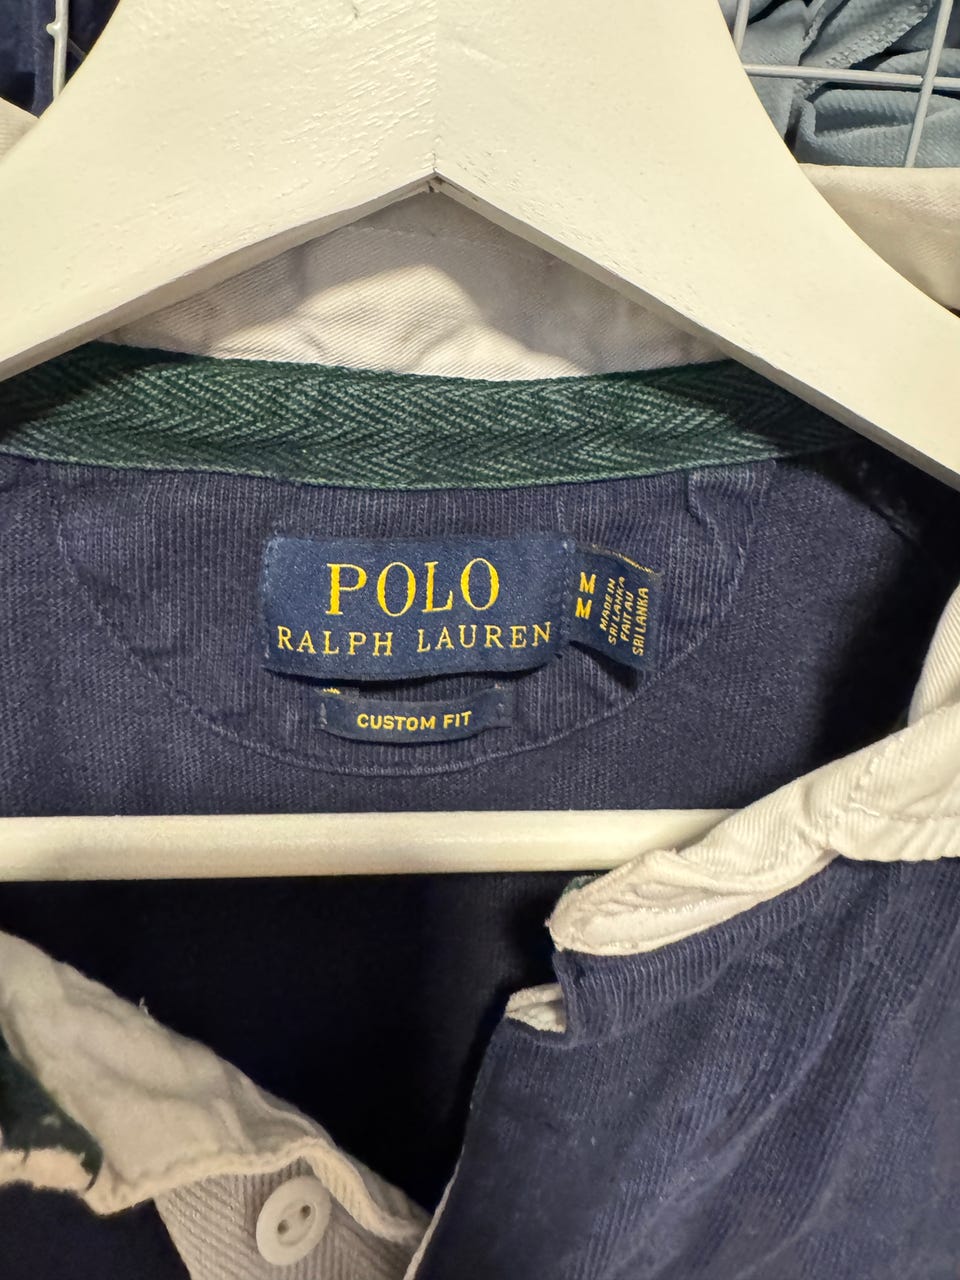 POLO
RALPH LAUREN
CUSTOM FIT
M
M
MADE IN
SRI LANKA
FAIT AU
SRI LANKA